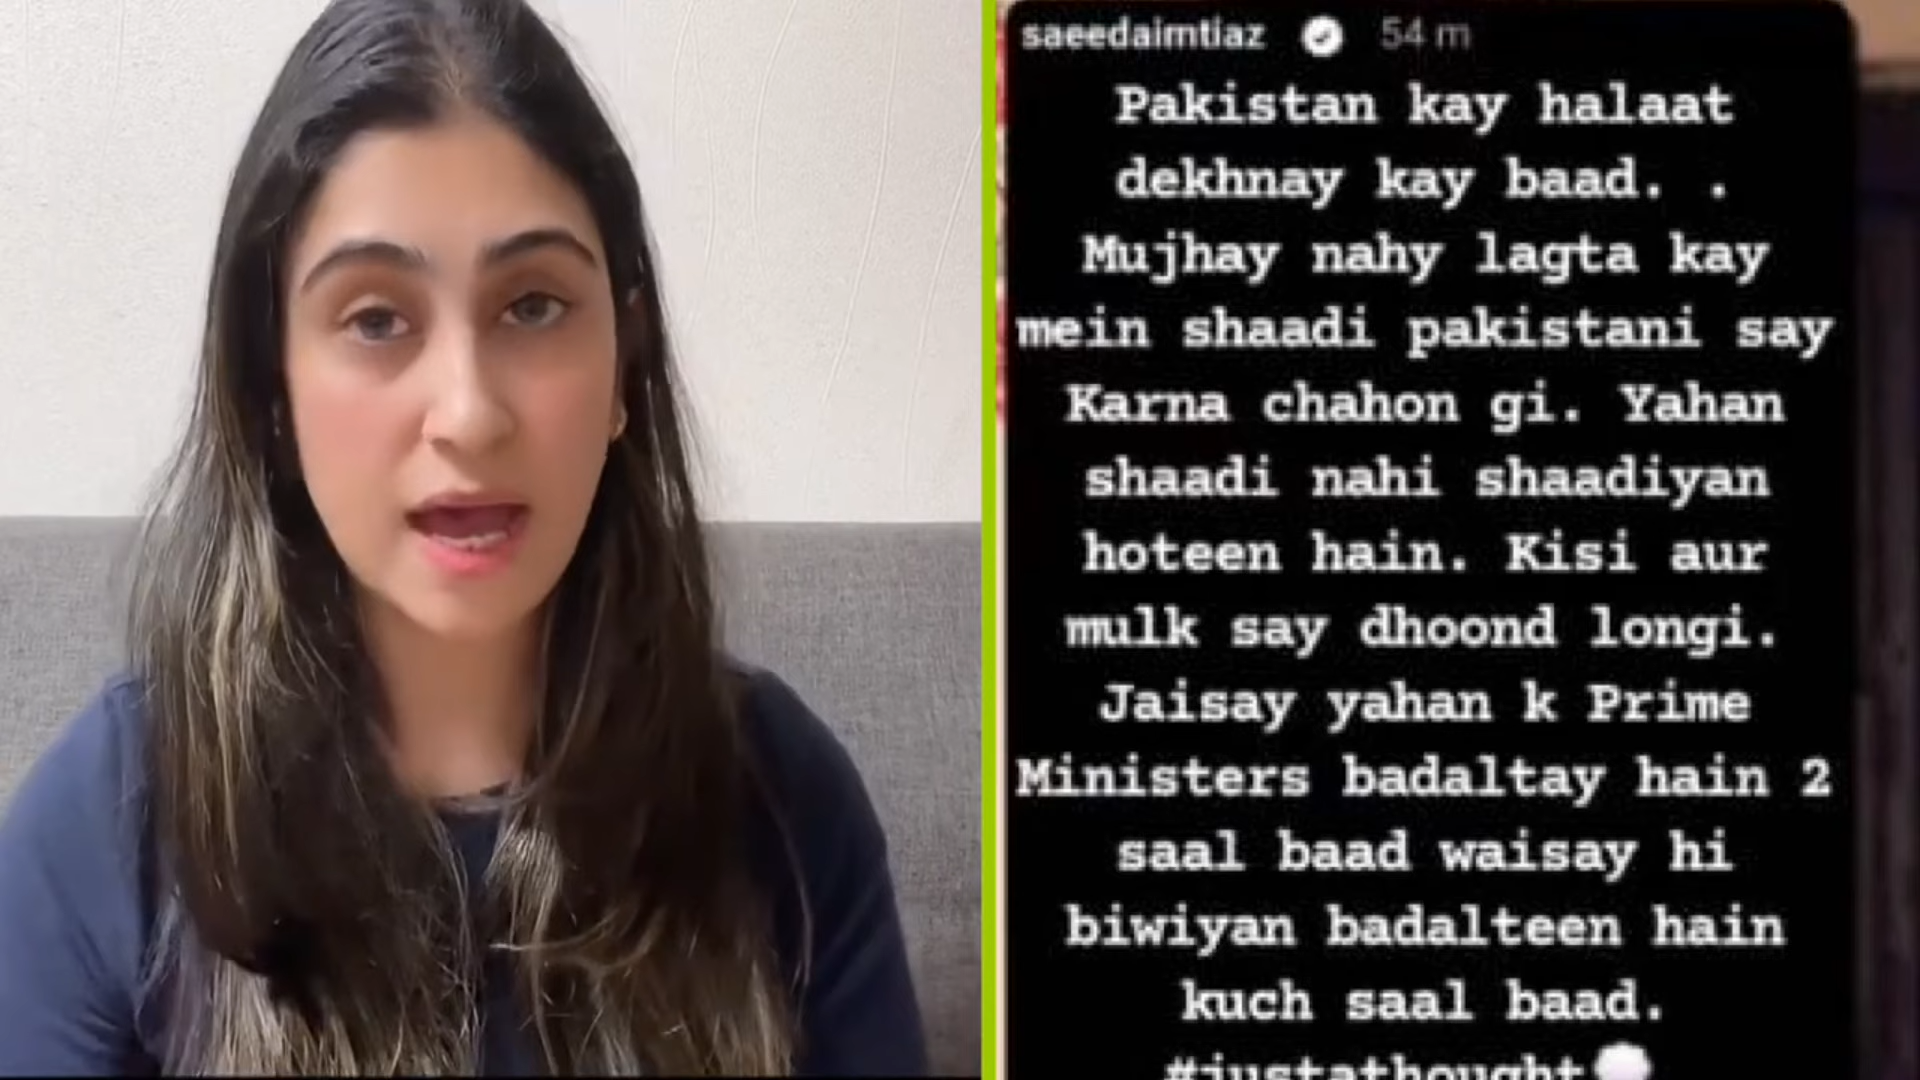 saeedaimtiaz 54 m
Pakistan kay halaat
dekhnay kay baad. .
Mujhay nahy lagta kay
mein shaadi pakistani say
Karna chahon gi. Yahan
shaadi nahi shaadiyan
hoteen hain. Kisi aur
mulk say dhoond longi.
Jaisay yahan k Prime
Ministers badaltay hain 2
saal baad waisay hi
biwiyan badalteen hain
kuch saal baad.
#justathought